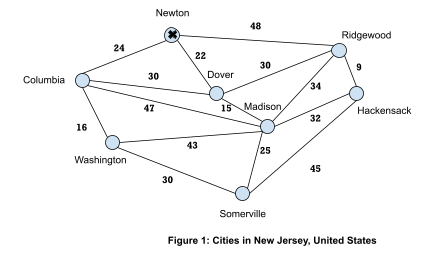 Newton
48
Ridgewood
24
22
30
9
Columbia
30
Dover
34
Hackensack
47
15
Madison
32
16
43
25
Washington
30
45
Somerville
Figure 1: Cities in New Jersey, United States